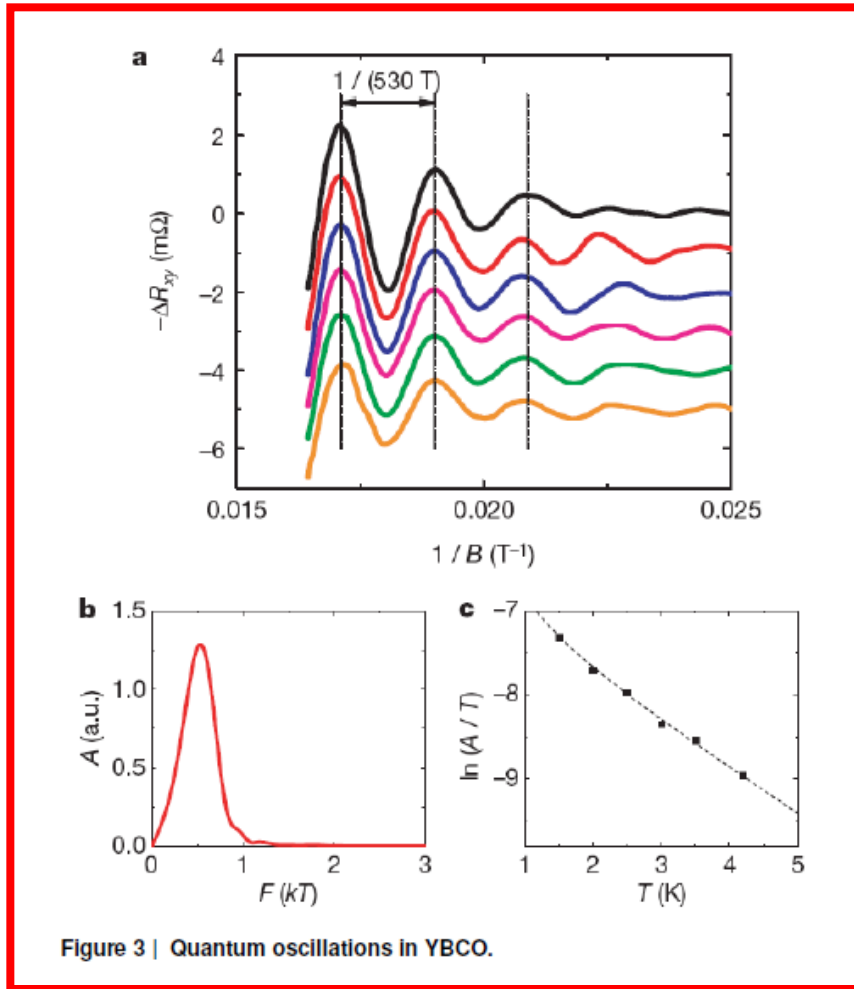 a
1 / (530 T)
4
2
0
−2
−4
−6
−ΔRxy (mΩ)
0.015 0.020 0.025
1 / B (T−1)
b
1.5
1.0
0.5
0.0
A (a.u.)
0 1 2 3
F (kT)
c
−7
−8
−9
ln (A / T)
1 2 3 4 5
T (K)
Figure 3 | Quantum oscillations in YBCO.